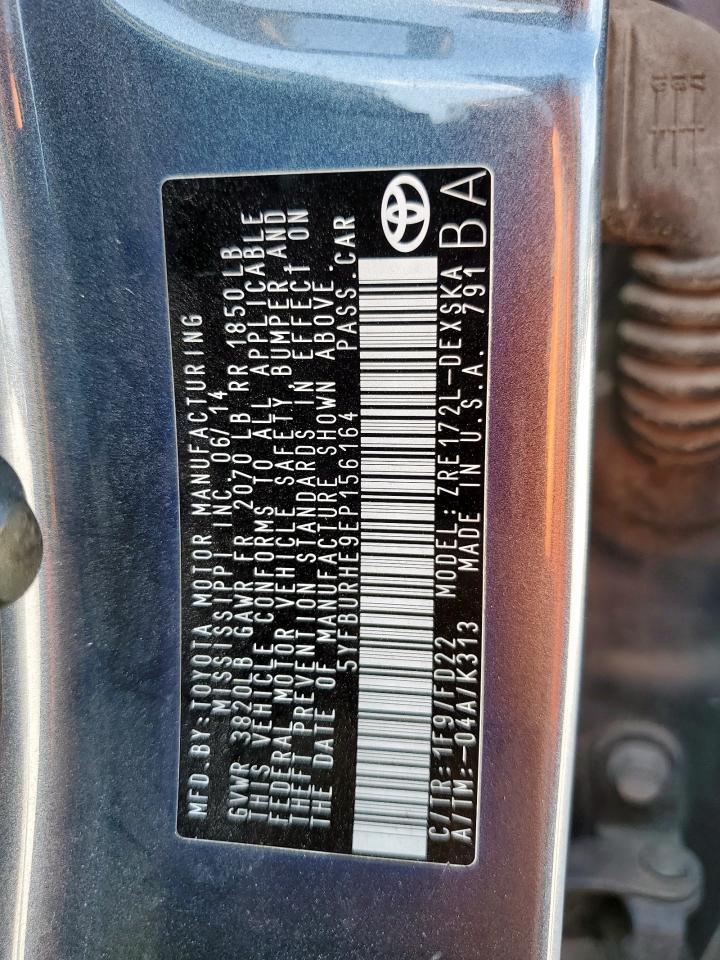 MFD.BY:TOYOTA MOTOR MANUFACTURING
MISSISSIPPI INC.06/14
GVWR 3820LB GAWR FR 2070 LB RR 1850LB
THIS VEHICLE CONFORMS TO ALL APPLICABLE
FEDERAL MOTOR VEHICLE SAFETY,BUMPER AND
THEFT PREVENTION STANDARDS IN EFFECT ON
THE DATE OF MANUFACTURE SHOWN ABOVE.
5YFBURHE9EP156164 PASS.CAR
C/TR:1F9/FD22 MODEL:ZRE172L-DEXSKA
A/TM:-04A/K313 MADE IN U.S.A. 791
BA